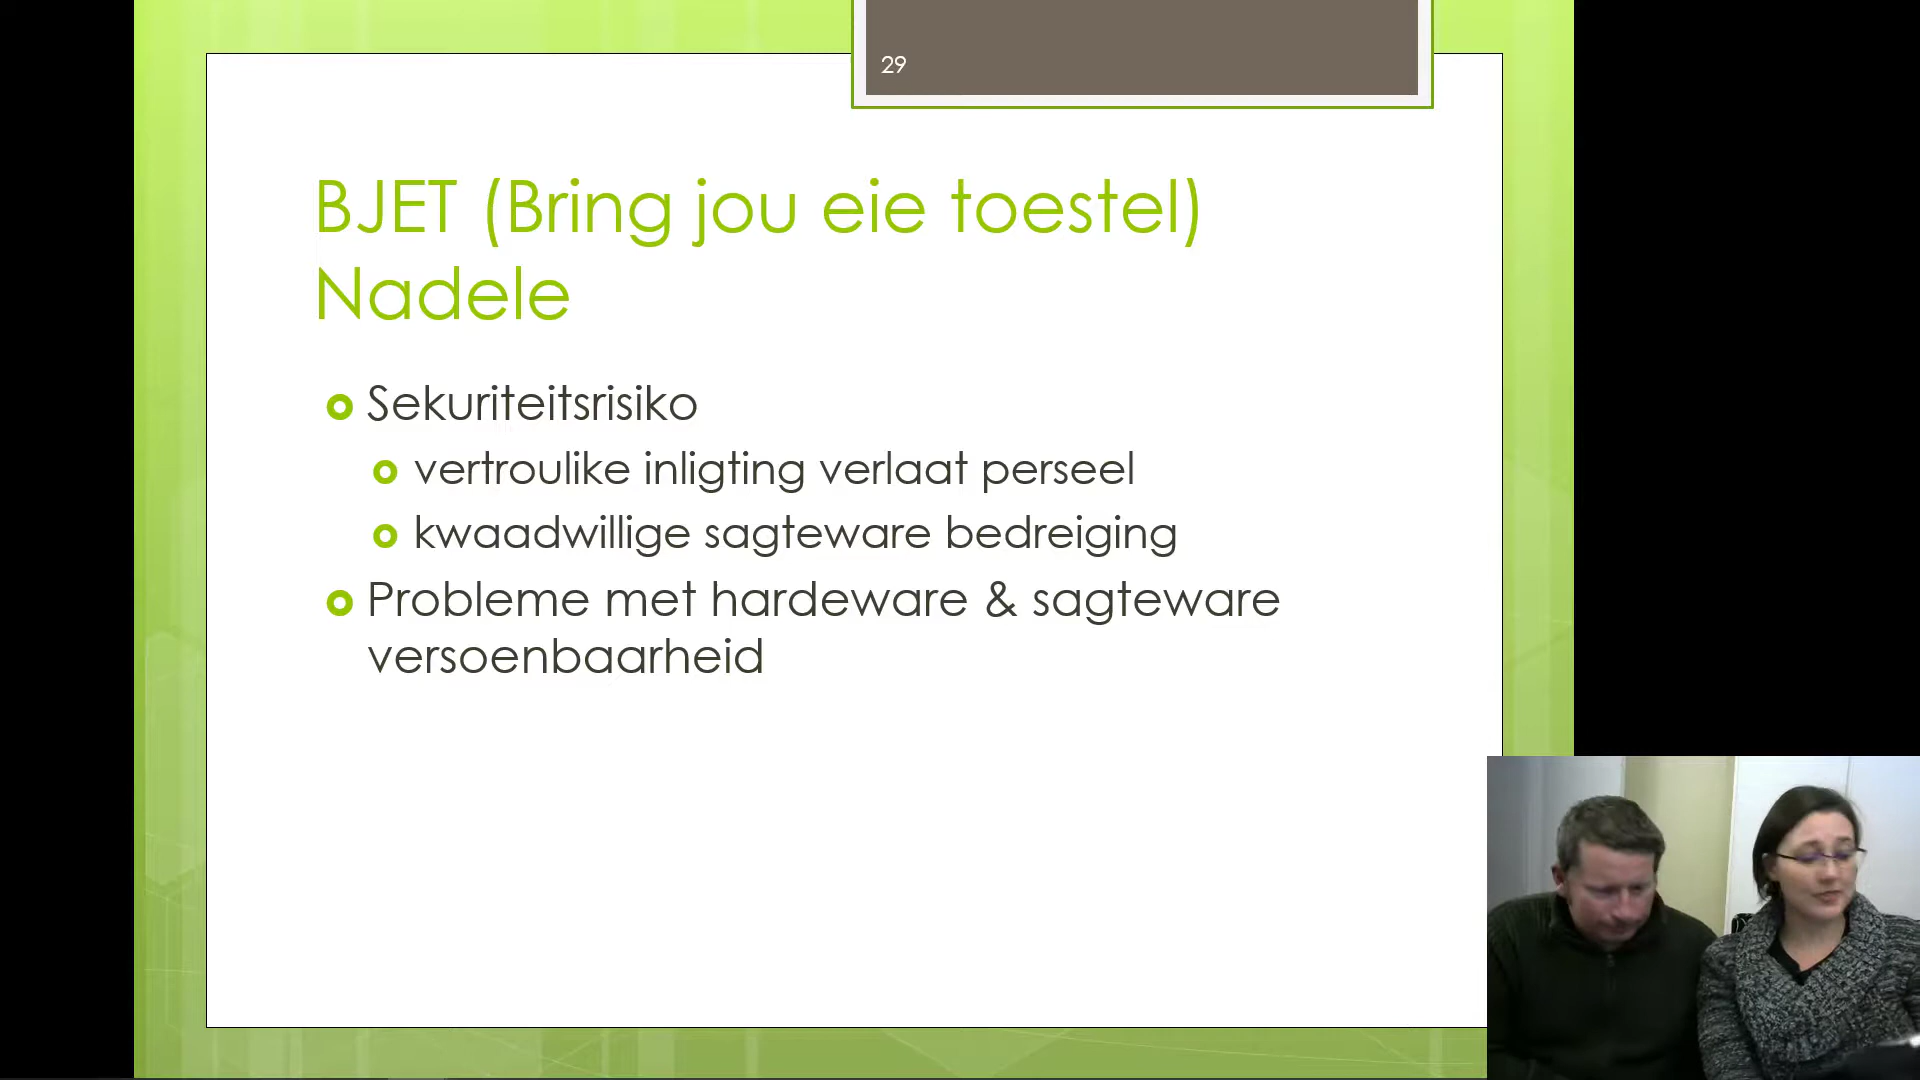 29
BJET (Bring jou eie toestel)
Nadele
Sekuriteitsrisiko
vertroulike inligting verlaat perseel
kwaadwillige sagteware bedreiging
Probleme met hardeware & sagteware
versoenbaarheid